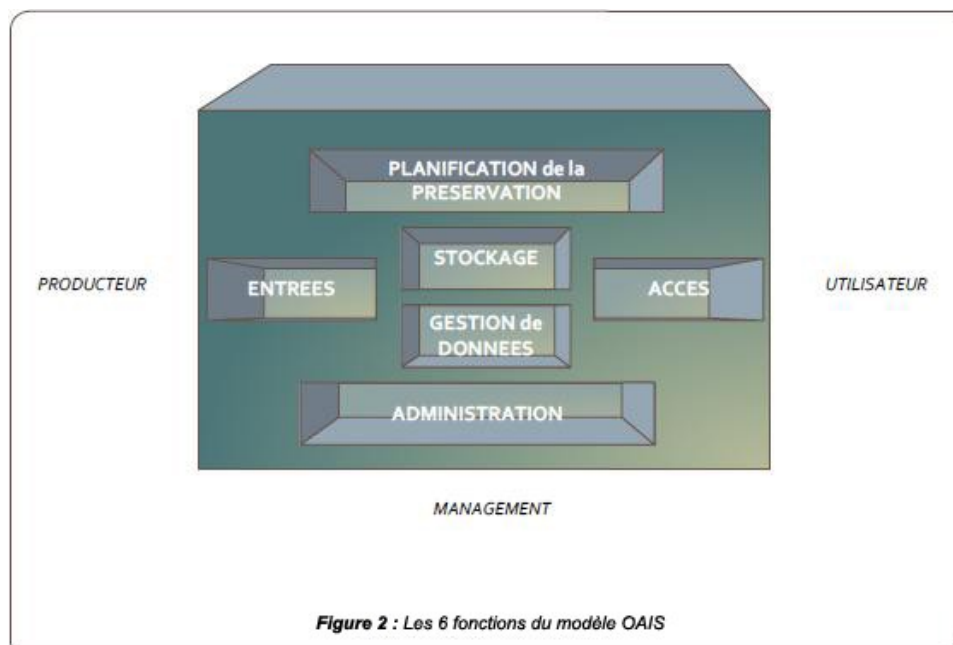 PLANIFICATION de la
PRESERVATION
STOCKAGE
PRODUCTEUR
ENTREES
ACCES
UTILISATEUR
GESTION de
DONNEES
ADMINISTRATION
MANAGEMENT
Figure 2 : Les 6 fonctions du modèle OAIS